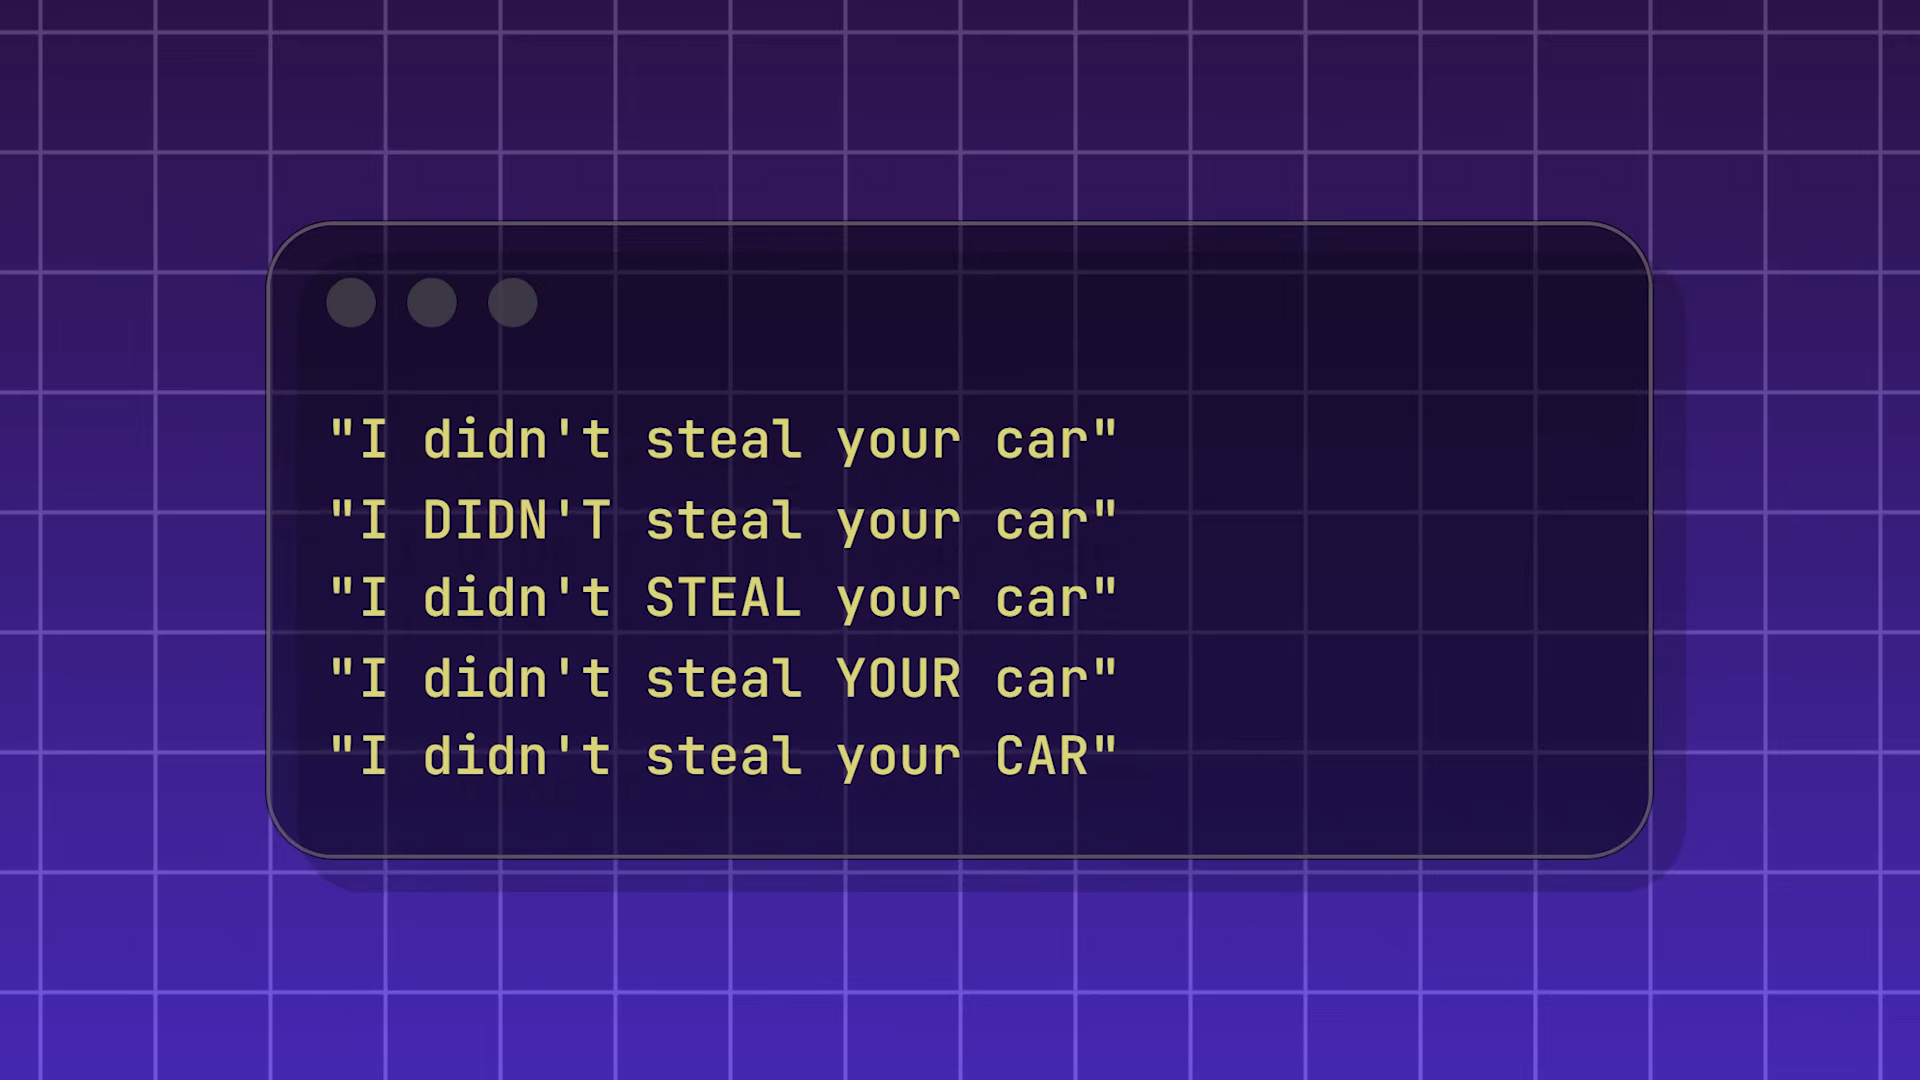 "I didn't steal your car"
"I DIDN'T steal your car"
"I didn't STEAL your car"
"I didn't steal YOUR car"
"I didn't steal your CAR"